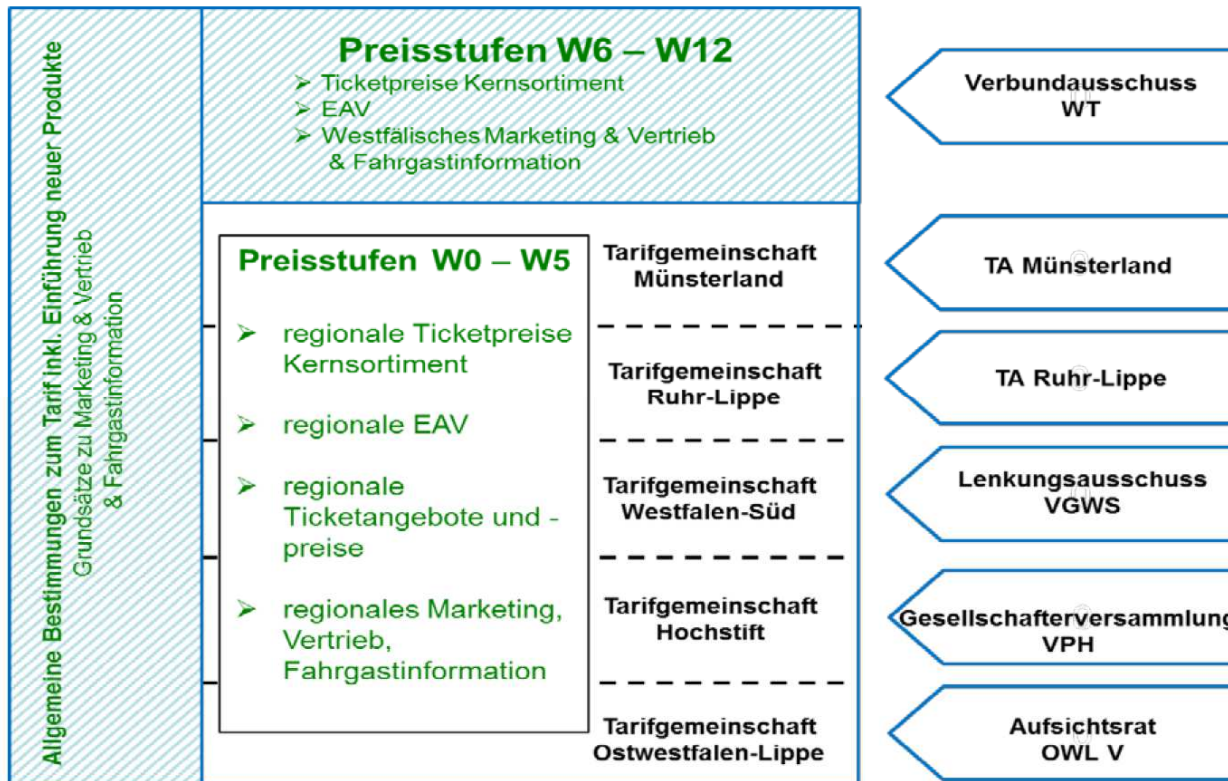 Allgemeine Bestimmungen zum Tarif inkl. Einführung neuer Produkte
Grundsätze zu Marketing & Vertrieb
& Fahrgastinformation
Preisstufen W6 – W12
➢ Ticketpreise Kernsortiment
➢ EAV
➢ Westfälisches Marketing & Vertrieb
& Fahrgastinformation
Verbundausschuss
WT
Preisstufen W0 – W5
➢ regionale Ticketpreise
Kernsortiment
➢ regionale EAV
➢ regionale
Ticketangebote und -
preise
➢ regionales Marketing,
Vertrieb,
Fahrgastinformation
Tarifgemeinschaft
Münsterland
Tarifgemeinschaft
Ruhr-Lippe
Tarifgemeinschaft
Westfalen-Süd
Tarifgemeinschaft
Hochstift
Tarifgemeinschaft
Ostwestfalen-Lippe
TA Münsterland
TA Ruhr-Lippe
Lenkungsausschuss
VGWS
Gesellschafterversammlung
VPH
Aufsichtsrat
OWL V